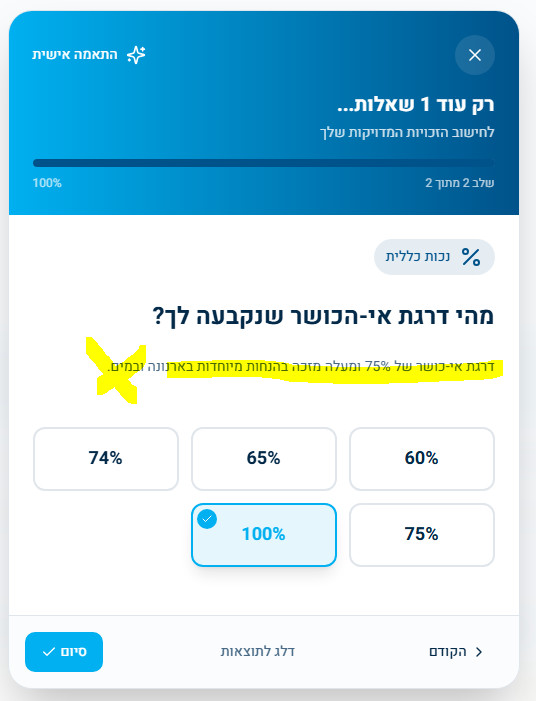 התאמה אישית
רק עוד 1 שאלות...
לחישוב הזכויות המדויקות שלך
שלב 2 מתוך 2
100%
נכות כללית
מהי דרגת אי-הכושר שנקבעה לך?
דרגת אי-כושר של 75% ומעלה מזכה בהנחות מיוחדות בארנונה ובמים.
60%
65%
74%
75%
100%
הקודם
דלג לתוצאות
סיום